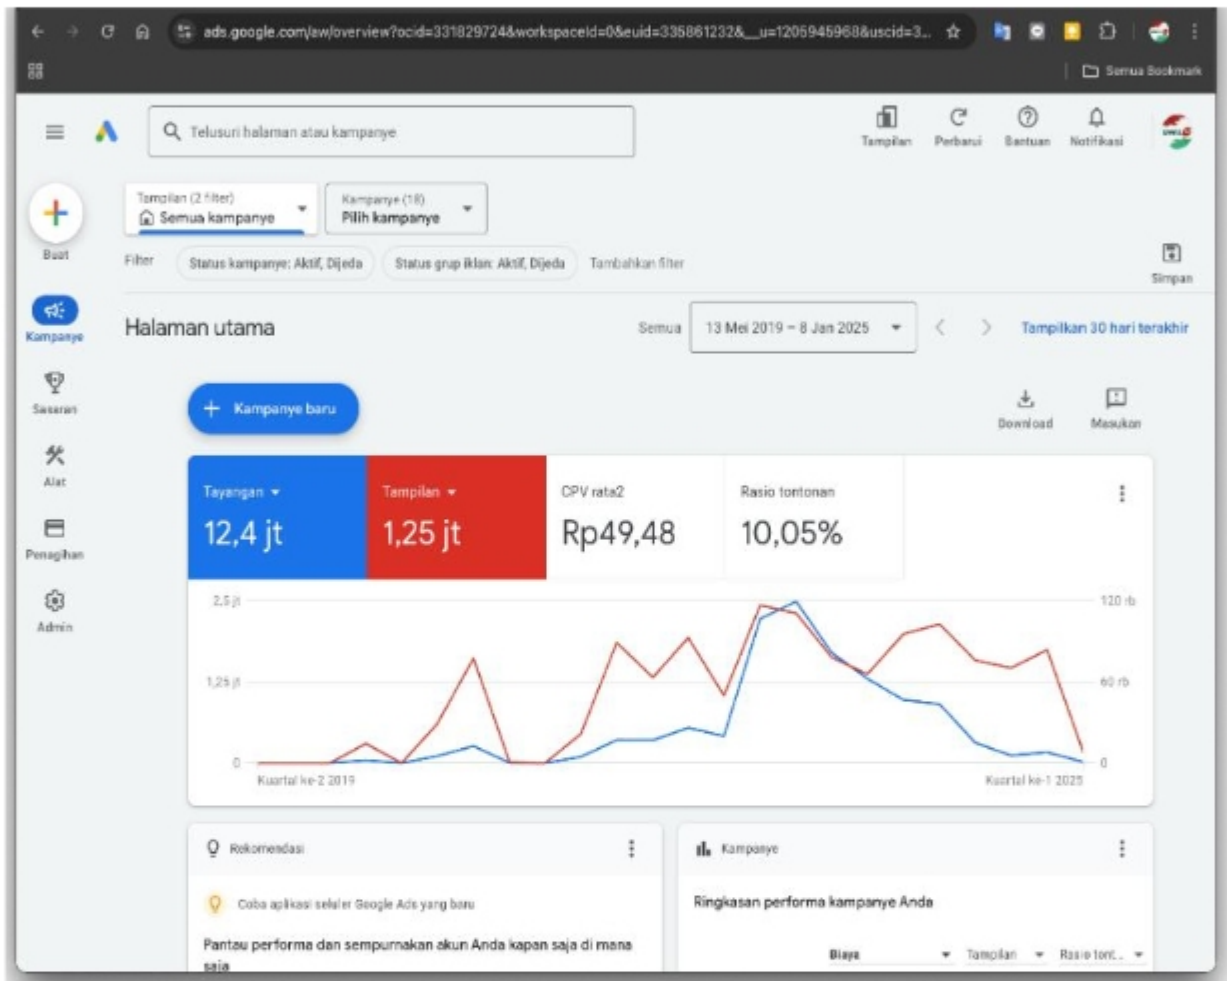 ads.google.com/aw/overview?ocid=331829724&workspaceId=0&euid=335861232&__u=1205945968&uscid=3...
Semua Bookmark
Telusuri halaman atau kampanye
Tampilan
Perbarui
Bantuan
Notifikasi
Tampilan (2 filter)
Semua kampanye
Kampanye (18)
Pilih kampanye
Buat
Filter
Status kampanye: Aktif, Dijeda
Status grup iklan: Aktif, Dijeda
Tambahkan filter
Simpan
Kampanye
Halaman utama
Semua
13 Mei 2019 – 8 Jan 2025
Tampilkan 30 hari terakhir
Sasaran
+ Kampanye baru
Download
Masukan
Alat
Tayangan
12,4 jt
Tampilan
1,25 jt
CPV rata2
Rp49,48
Rasio tontonan
10,05%
Penagihan
Admin
2,5 jt
120 rb
1,25 jt
60 rb
0
0
Kuartal ke-2 2019
Kuartal ke-1 2025
Rekomendasi
Kampanye
Coba aplikasi seluler Google Ads yang baru
Ringkasan performa kampanye Anda
Pantau performa dan sempurnakan akun Anda kapan saja di mana
saja
Biaya
Tampilan
Rasio tont...